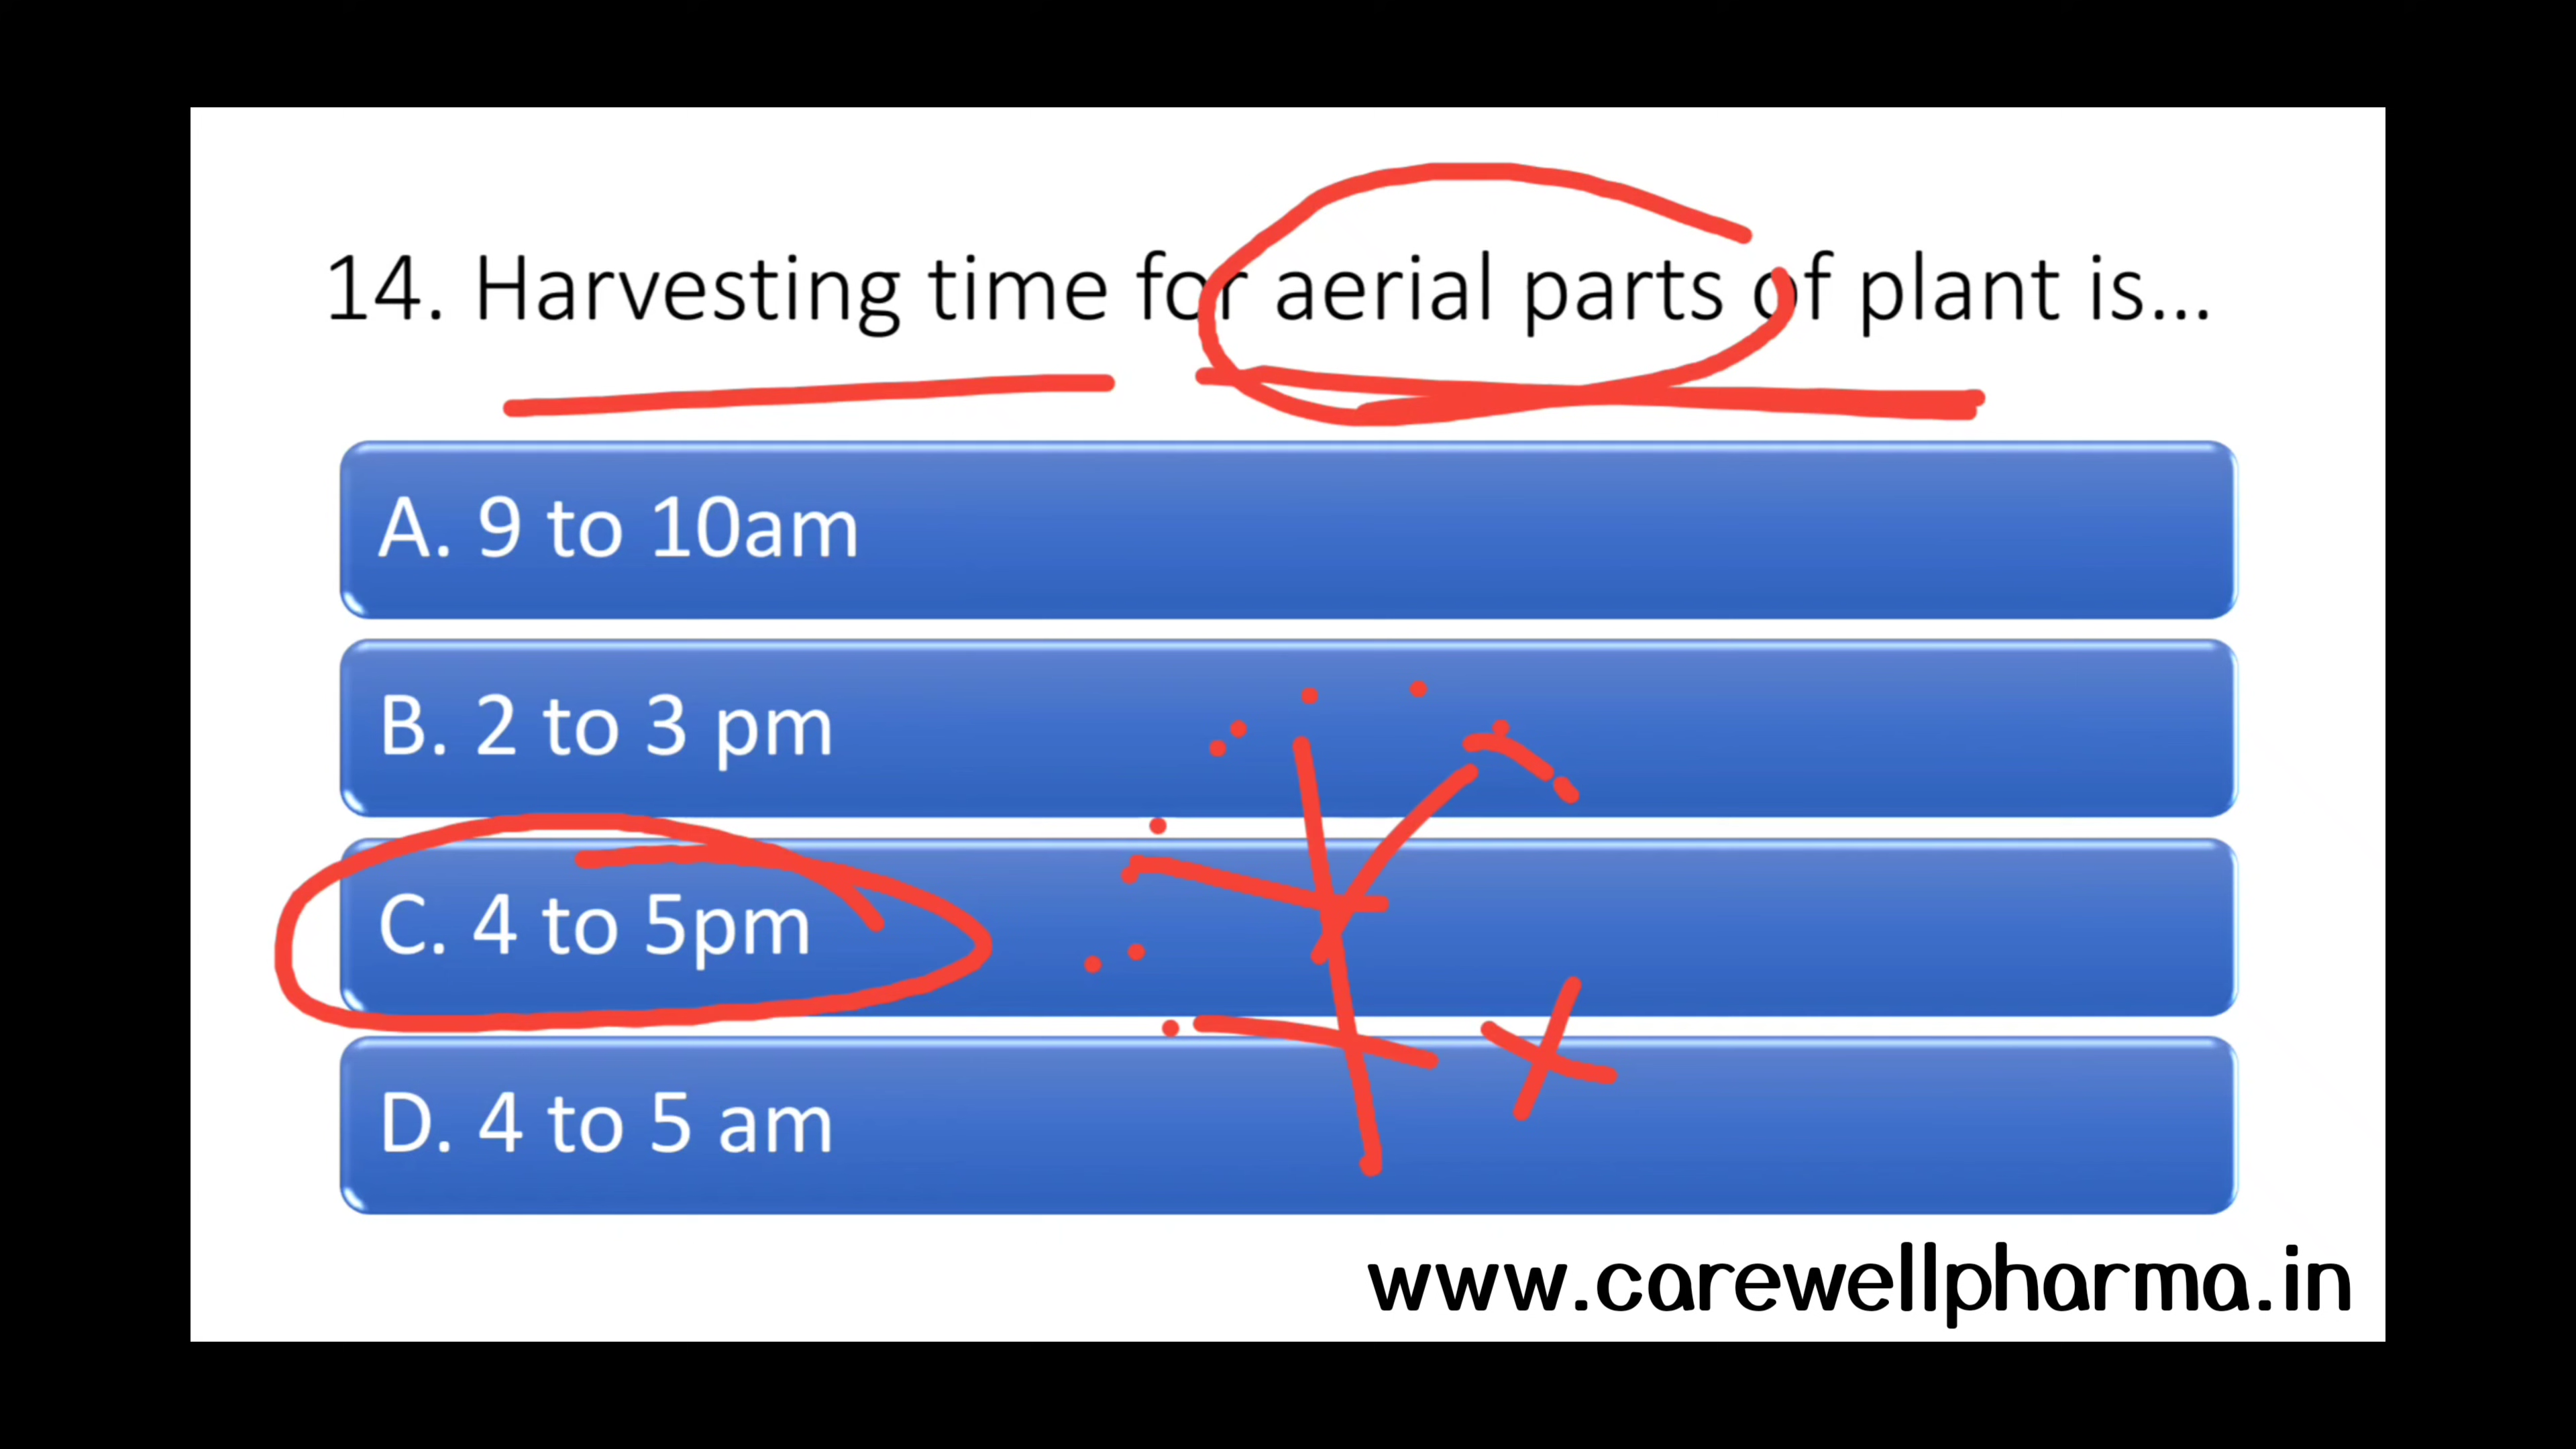 14. Harvesting time for aerial parts of plant is...
A. 9 to 10am
B. 2 to 3 pm
C. 4 to 5pm
D. 4 to 5 am
www.carewellpharma.in